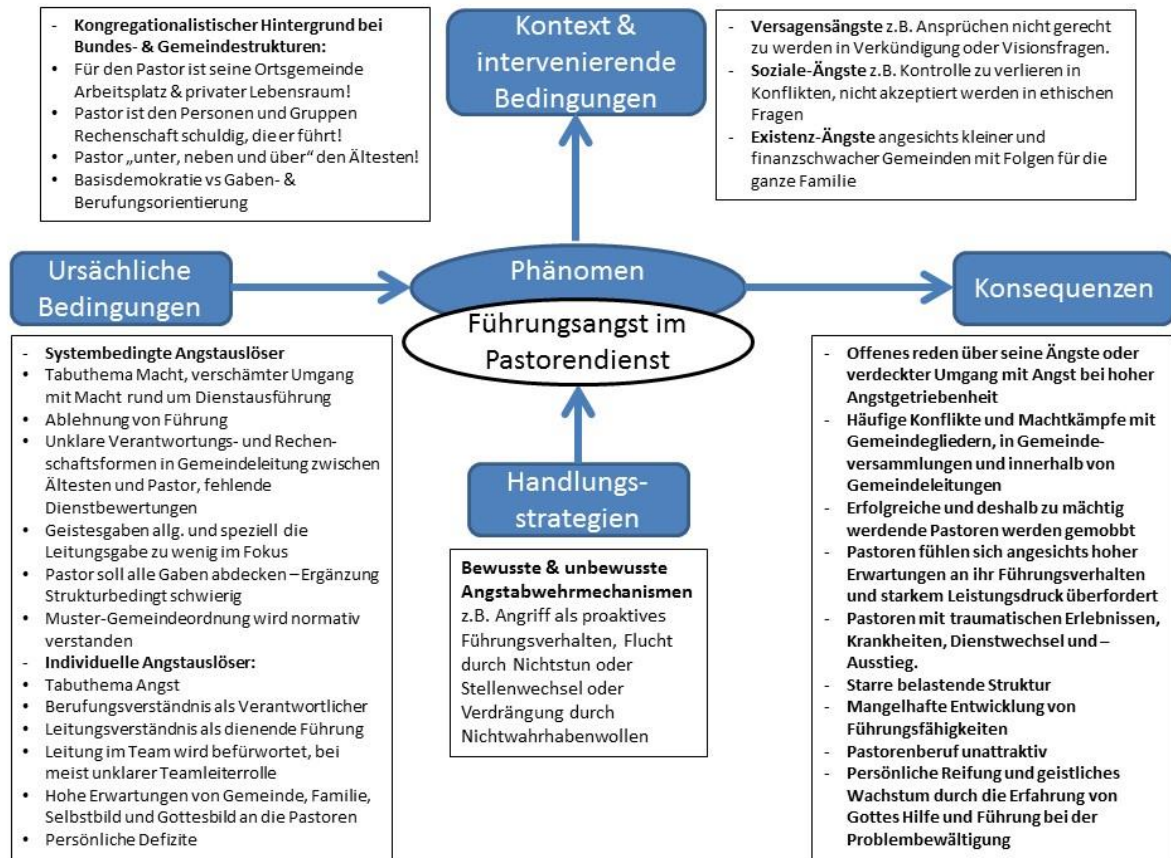 - Kongregationalistischer Hintergrund bei
Bundes- & Gemeindestrukturen:
• Für den Pastor ist seine Ortsgemeinde
Arbeitsplatz & privater Lebensraum!
• Pastor ist den Personen und Gruppen
Rechenschaft schuldig, die er führt!
• Pastor „unter, neben und über“ den Ältesten!
• Basisdemokratie vs Gaben- &
Berufungsorientierung
Kontext &
intervenierende
Bedingungen
- Versagensängste z.B. Ansprüchen nicht gerecht
zu werden in Verkündigung oder Visionsfragen.
- Soziale-Ängste z.B. Kontrolle zu verlieren in
Konflikten, nicht akzeptiert werden in ethischen
Fragen
- Existenz-Ängste angesichts kleiner und
finanzschwacher Gemeinden mit Folgen für die
ganze Familie
Ursächliche
Bedingungen
Phänomen
Führungsangst im
Pastorendienst
Konsequenzen
- Systembedingte Angstauslöser
• Tabuthema Macht, verschämter Umgang
mit Macht rund um Dienstausführung
• Ablehnung von Führung
• Unklare Verantwortungs- und Rechen-
schaftsformen in Gemeindeleitung zwischen
Ältesten und Pastor, fehlende
Dienstbewertungen
• Geistesgaben allg. und speziell die
Leitungsgabe zu wenig im Fokus
• Pastor soll alle Gaben abdecken – Ergänzung
Strukturbedingt schwierig
• Muster-Gemeindeordnung wird normativ
verstanden
- Individuelle Angstauslöser:
• Tabuthema Angst
• Berufungsverständnis als Verantwortlicher
• Leitungsverständnis als dienende Führung
• Leitung im Team wird befürwortet, bei
meist unklarer Teamleiterrolle
• Hohe Erwartungen von Gemeinde, Familie,
Selbstbild und Gottesbild an die Pastoren
• Persönliche Defizite
Handlungs-
strategien
Bewusste & unbewusste
Angstabwehrmechanismen
z.B. Angriff als proaktives
Führungsverhalten, Flucht
durch Nichtstun oder
Stellenwechsel oder
Verdrängung durch
Nichtwahrhabenwollen
- Offenes reden über seine Ängste oder
verdeckter Umgang mit Angst bei hoher
Angstgetriebenheit
- Häufige Konflikte und Machtkämpfe mit
Gemeindegliedern, in Gemeinde-
versammlungen und innerhalb von
Gemeindeleitungen
- Erfolgreiche und deshalb zu mächtig
werdende Pastoren werden gemobbt
- Pastoren fühlen sich angesichts hoher
Erwartungen an ihr Führungsverhalten
und starkem Leistungsdruck überfordert
- Pastoren mit traumatischen Erlebnissen,
Krankheiten, Dienstwechsel und –
Ausstieg.
- Starre belastende Struktur
- Mangelhafte Entwicklung von
Führungsfähigkeiten
- Pastorenberuf unattraktiv
- Persönliche Reifung und geistliches
Wachstum durch die Erfahrung von
Gottes Hilfe und Führung bei der
Problembewältigung